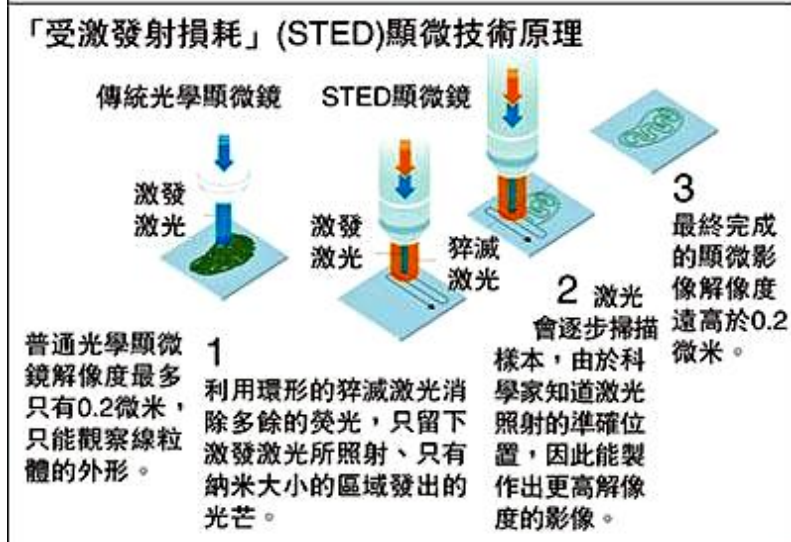 「受激發射損耗」(STED)顯微技術原理
傳統光學顯微鏡
STED顯微鏡
激發
激光
激發
激光
猝滅
激光
普通光學顯微
鏡解像度最多
只有0.2微米，
只能觀察線粒
體的外形。
1
利用環形的猝滅激光消
除多餘的熒光，只留下
激發激光所照射、只有
納米大小的區域發出的
光芒。
2 激光
會逐步掃描
樣本，由於科
學家知道激光
照射的準確位
置，因此能製
作出更高解像
度的影像。
3
最終完成
的顯微影
像解像度
遠高於0.2
微米。